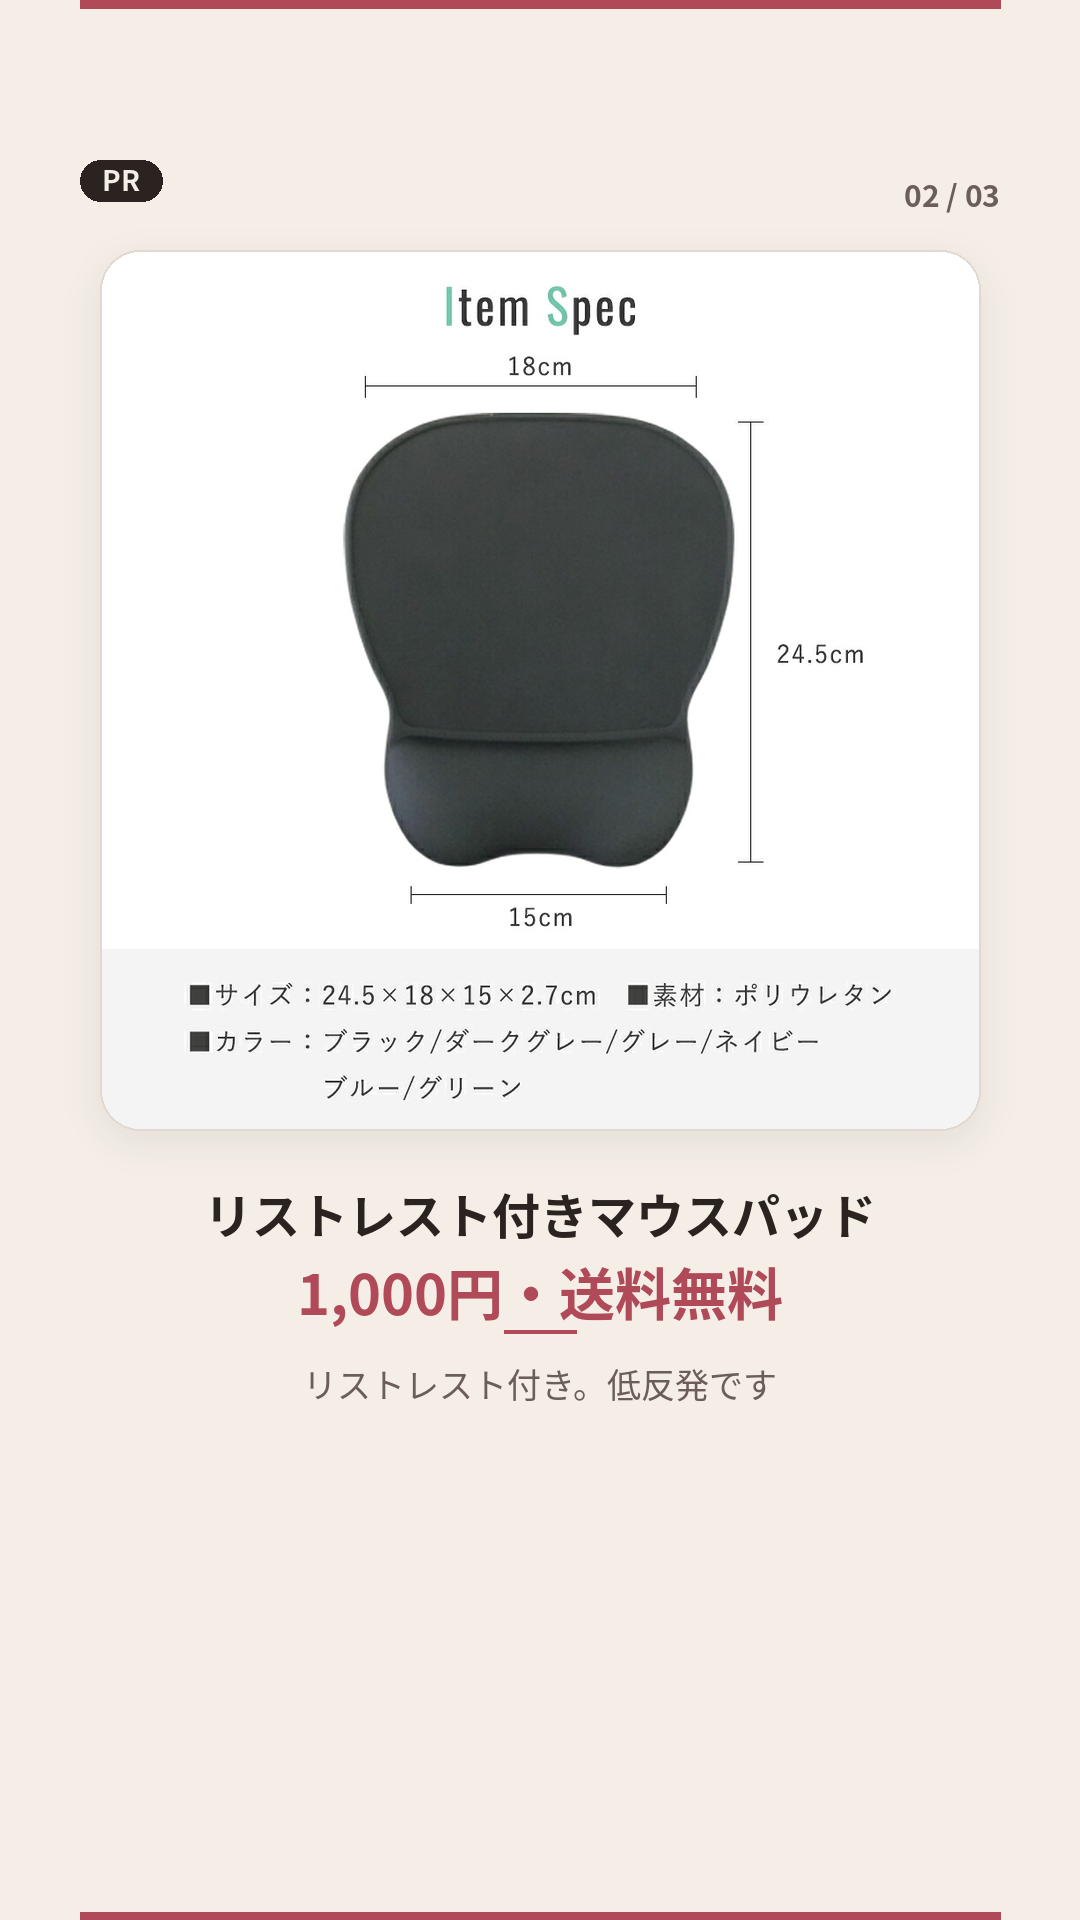 PR
02 / 03
Item Spec
18cm
24.5cm
15cm
■サイズ：24.5×18×15×2.7cm ■素材：ポリウレタン
■カラー：ブラック/ダークグレー/グレー/ネイビー
ブルー/グリーン
リストレスト付きマウスパッド
1,000円・送料無料
リストレスト付き。低反発です